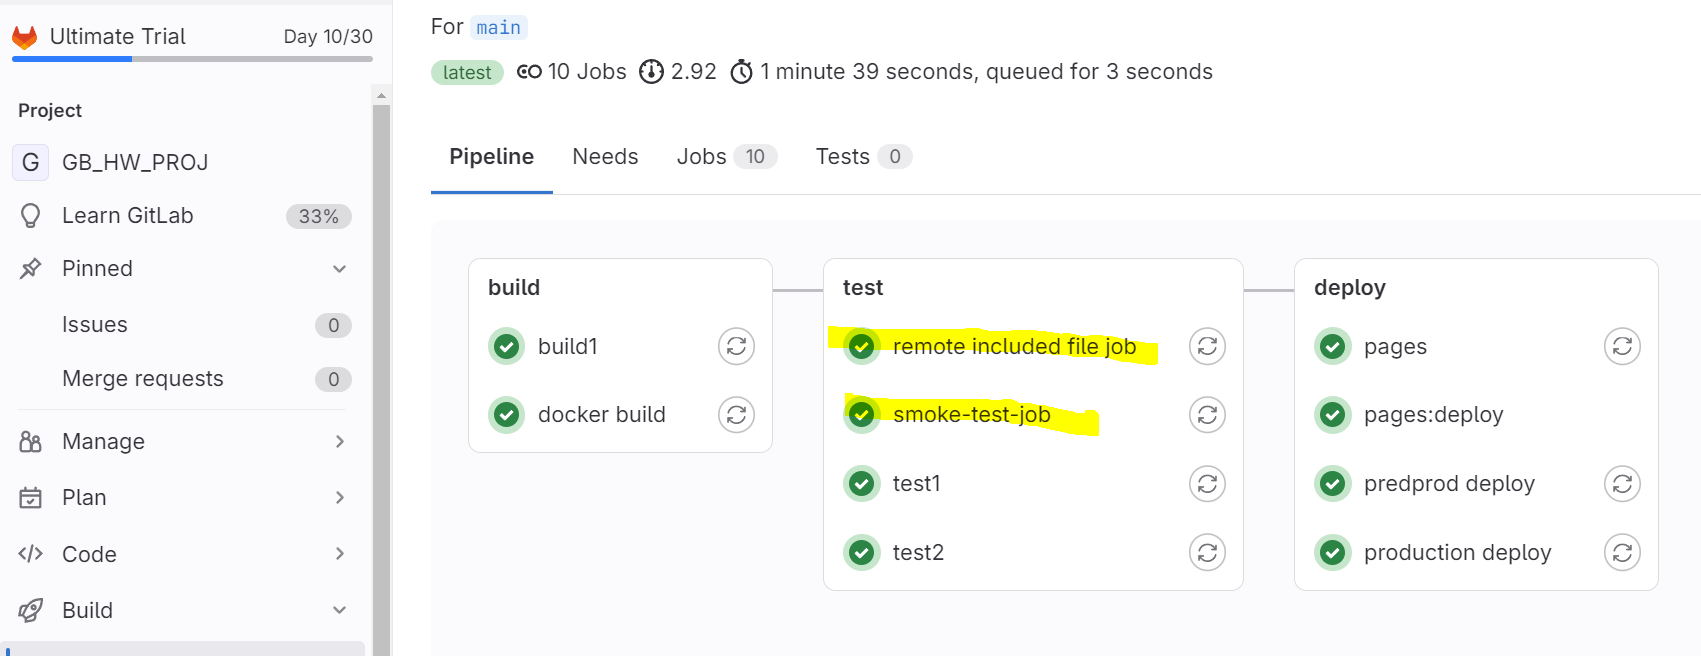 Ultimate Trial Day 10/30
Project
G GB_HW_PROJ
Learn GitLab 33%
Pinned
Issues 0
Merge requests 0
Manage
Plan
Code
Build
For main
latest 10 Jobs 2.92 1 minute 39 seconds, queued for 3 seconds
Pipeline Needs Jobs 10 Tests 0
build
build1
docker build
test
remote included file job
smoke-test-job
test1
test2
deploy
pages
pages:deploy
predprod deploy
production deploy